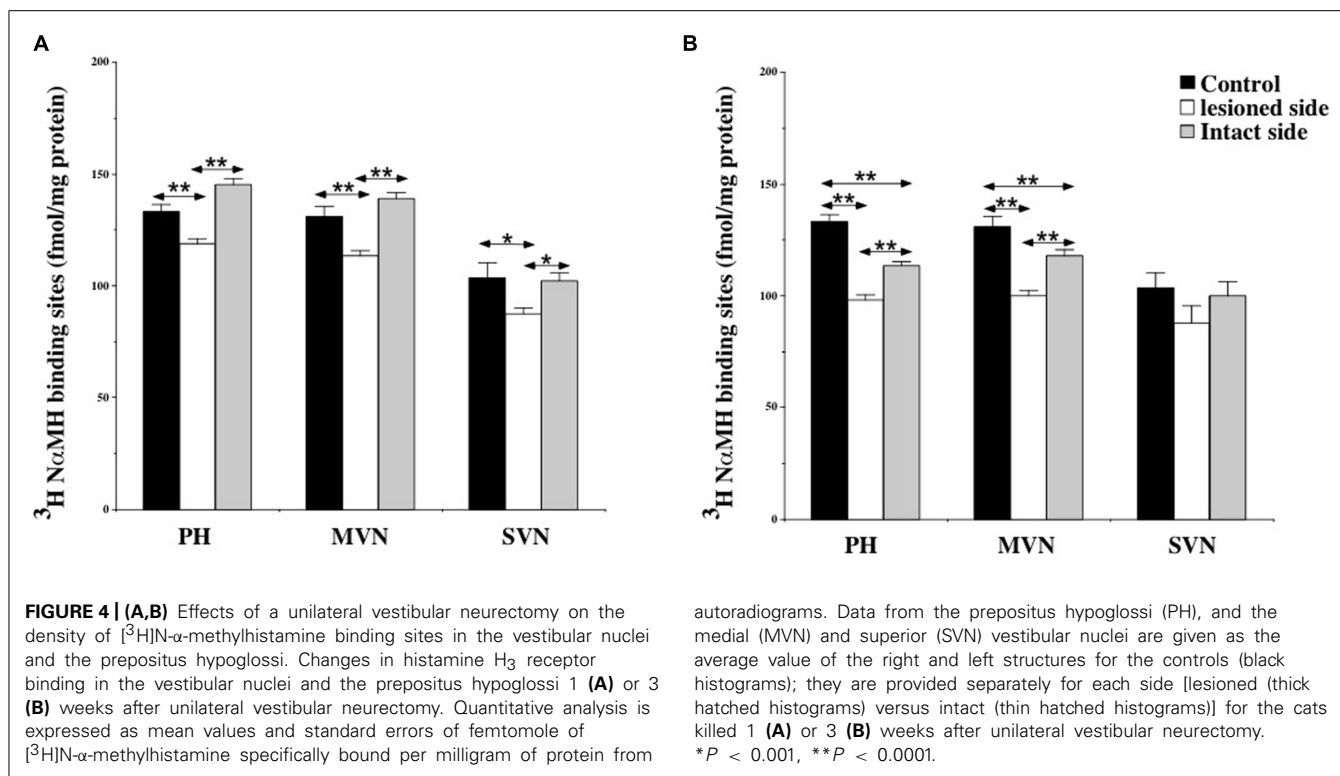 A
200
150
100
50
0
³H NαMH binding sites (fmol/mg protein)
**
**
**
**
*
*
PH MVN SVN
B
200
150
100
50
0
³H NαMH binding sites (fmol/mg protein)
Control
lesioned side
Intact side
**
**
**
**
**
**
PH MVN SVN
FIGURE 4 | (A,B) Effects of a unilateral vestibular neurectomy on the
density of [³H]N-α-methylhistamine binding sites in the vestibular nuclei
and the prepositus hypoglossi. Changes in histamine H₃ receptor
binding in the vestibular nuclei and the prepositus hypoglossi 1 (A) or 3
(B) weeks after unilateral vestibular neurectomy. Quantitative analysis is
expressed as mean values and standard errors of femtomole of
[³H]N-α-methylhistamine specifically bound per milligram of protein from
autoradiograms. Data from the prepositus hypoglossi (PH), and the
medial (MVN) and superior (SVN) vestibular nuclei are given as the
average value of the right and left structures for the controls (black
histograms); they are provided separately for each side [lesioned (thick
hatched histograms) versus intact (thin hatched histograms)] for the cats
killed 1 (A) or 3 (B) weeks after unilateral vestibular neurectomy.
*P < 0.001, **P < 0.0001.